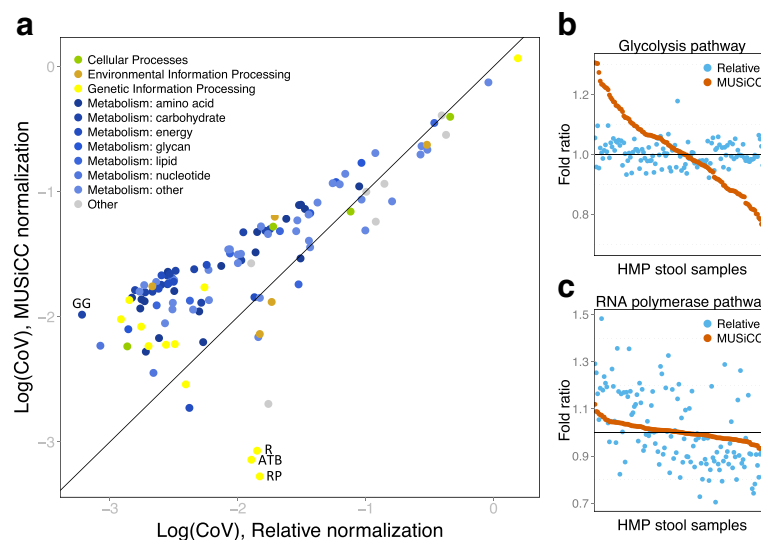 a
Log(CoV), MUSiCC normalization
0
−1
−2
−3
Cellular Processes
Environmental Information Processing
Genetic Information Processing
Metabolism: amino acid
Metabolism: carbohydrate
Metabolism: energy
Metabolism: glycan
Metabolism: lipid
Metabolism: nucleotide
Metabolism: other
Other
GG
R
ATB
RP
−3
−2
−1
0
Log(CoV), Relative normalization
b
Glycolysis pathway
Relative
MUSiCC
Fold ratio
1.2
1.0
0.8
HMP stool samples
c
RNA polymerase pathwa
Relative
MUSiCC
Fold ratio
1.5
1.3
1.1
0.9
0.7
HMP stool samples